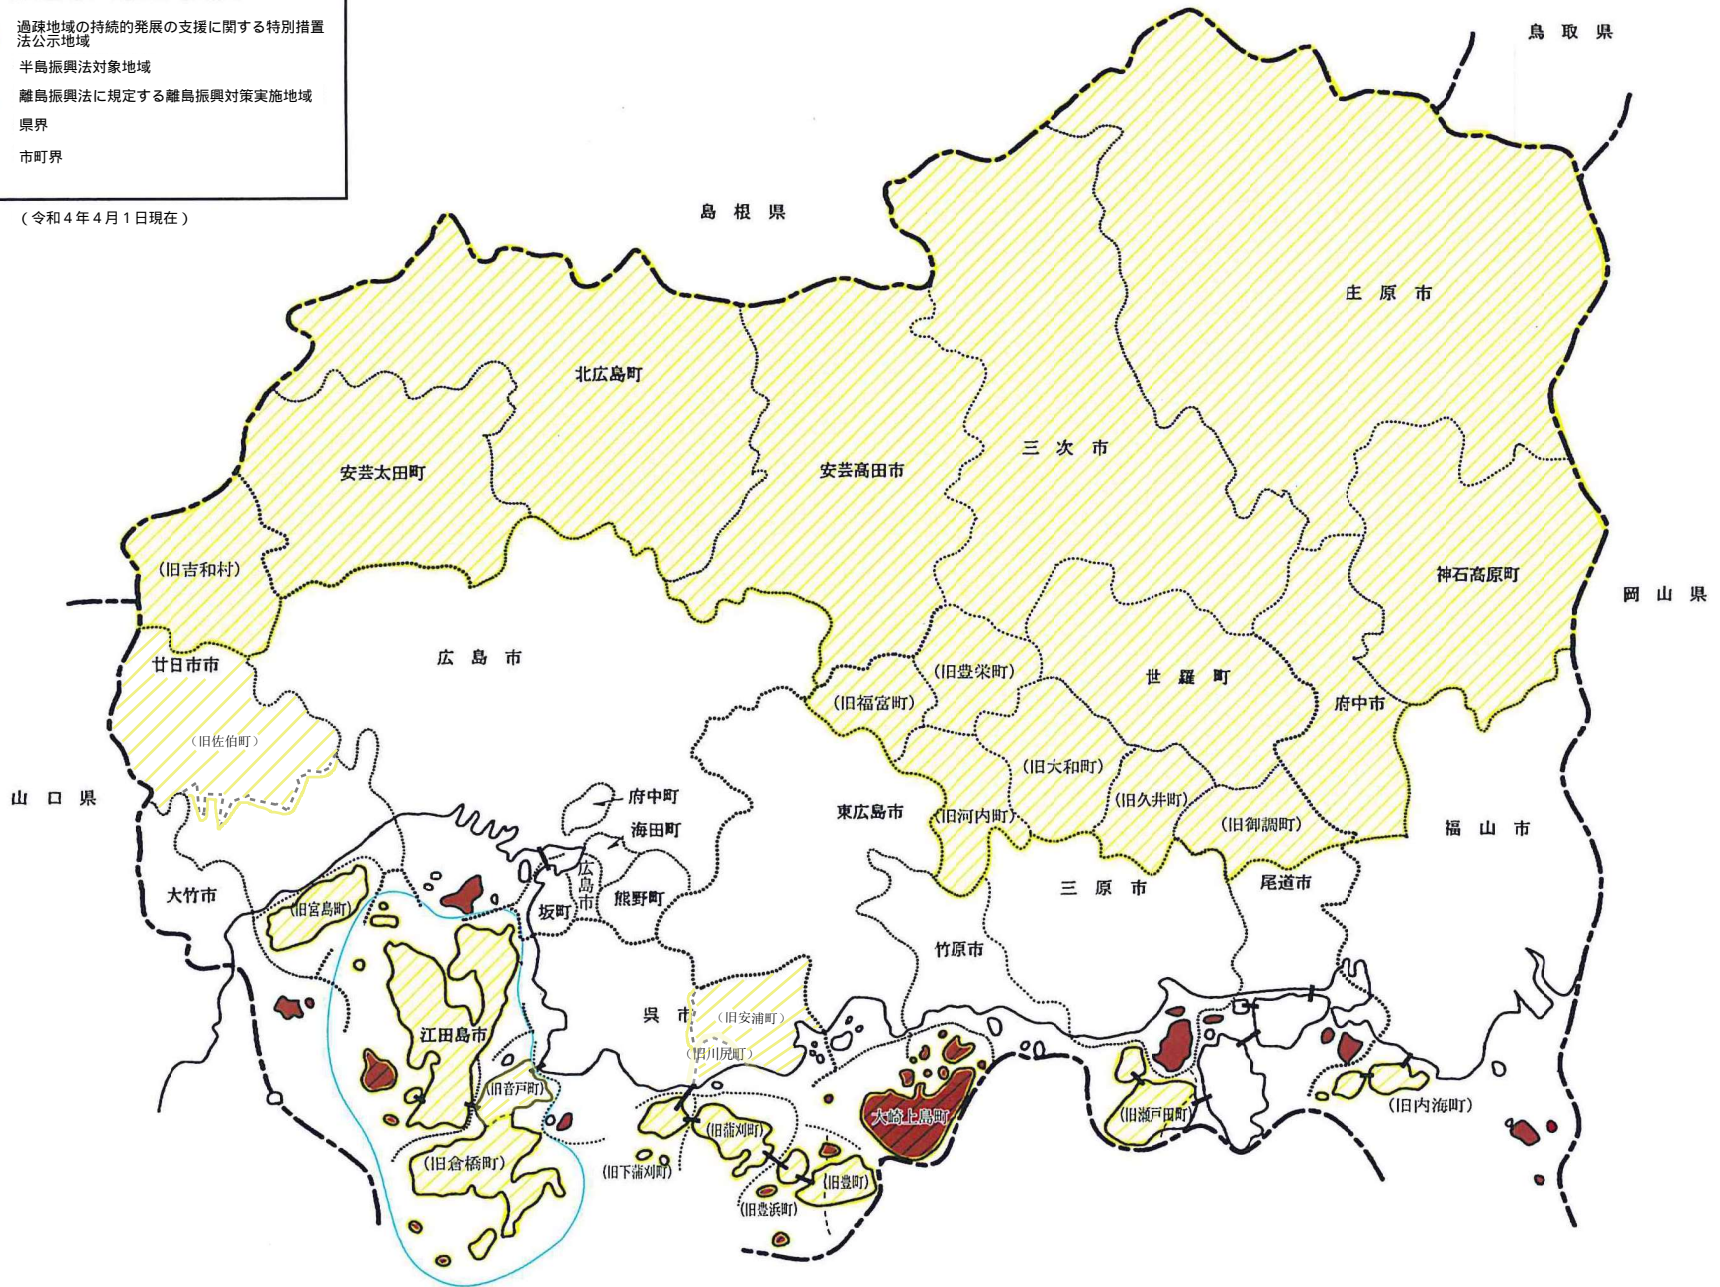 過疎地域の持続的発展の支援に関する特別措置
法公示地域
半島振興法対象地域
離島振興法に規定する離島振興対策実施地域
県界
市町界
(令和4年4月1日現在)
鳥取県
島根県
庄原市
北広島町
三次市
安芸太田町
安芸高田市
(旧吉和村)
神石高原町
岡山県
広島市
廿日市市
(旧豊栄町)
世羅町
(旧福富町)
府中市
(旧佐伯町)
(旧大和町)
山口県
府中町
(旧久井町)
東広島市
(旧河内町)
(旧御調町)
福山市
海田町
広島市
大竹市
三原市
尾道市
熊野町
坂町
(旧宮島町)
竹原市
呉市
(旧安浦町)
江田島市
(旧川尻町)
(旧音戸町)
(旧内海町)
大崎上島町
(旧瀬戸田町)
(旧蒲刈町)
(旧倉橋町)
(旧下蒲刈町)
(旧豊町)
(旧豊浜町)